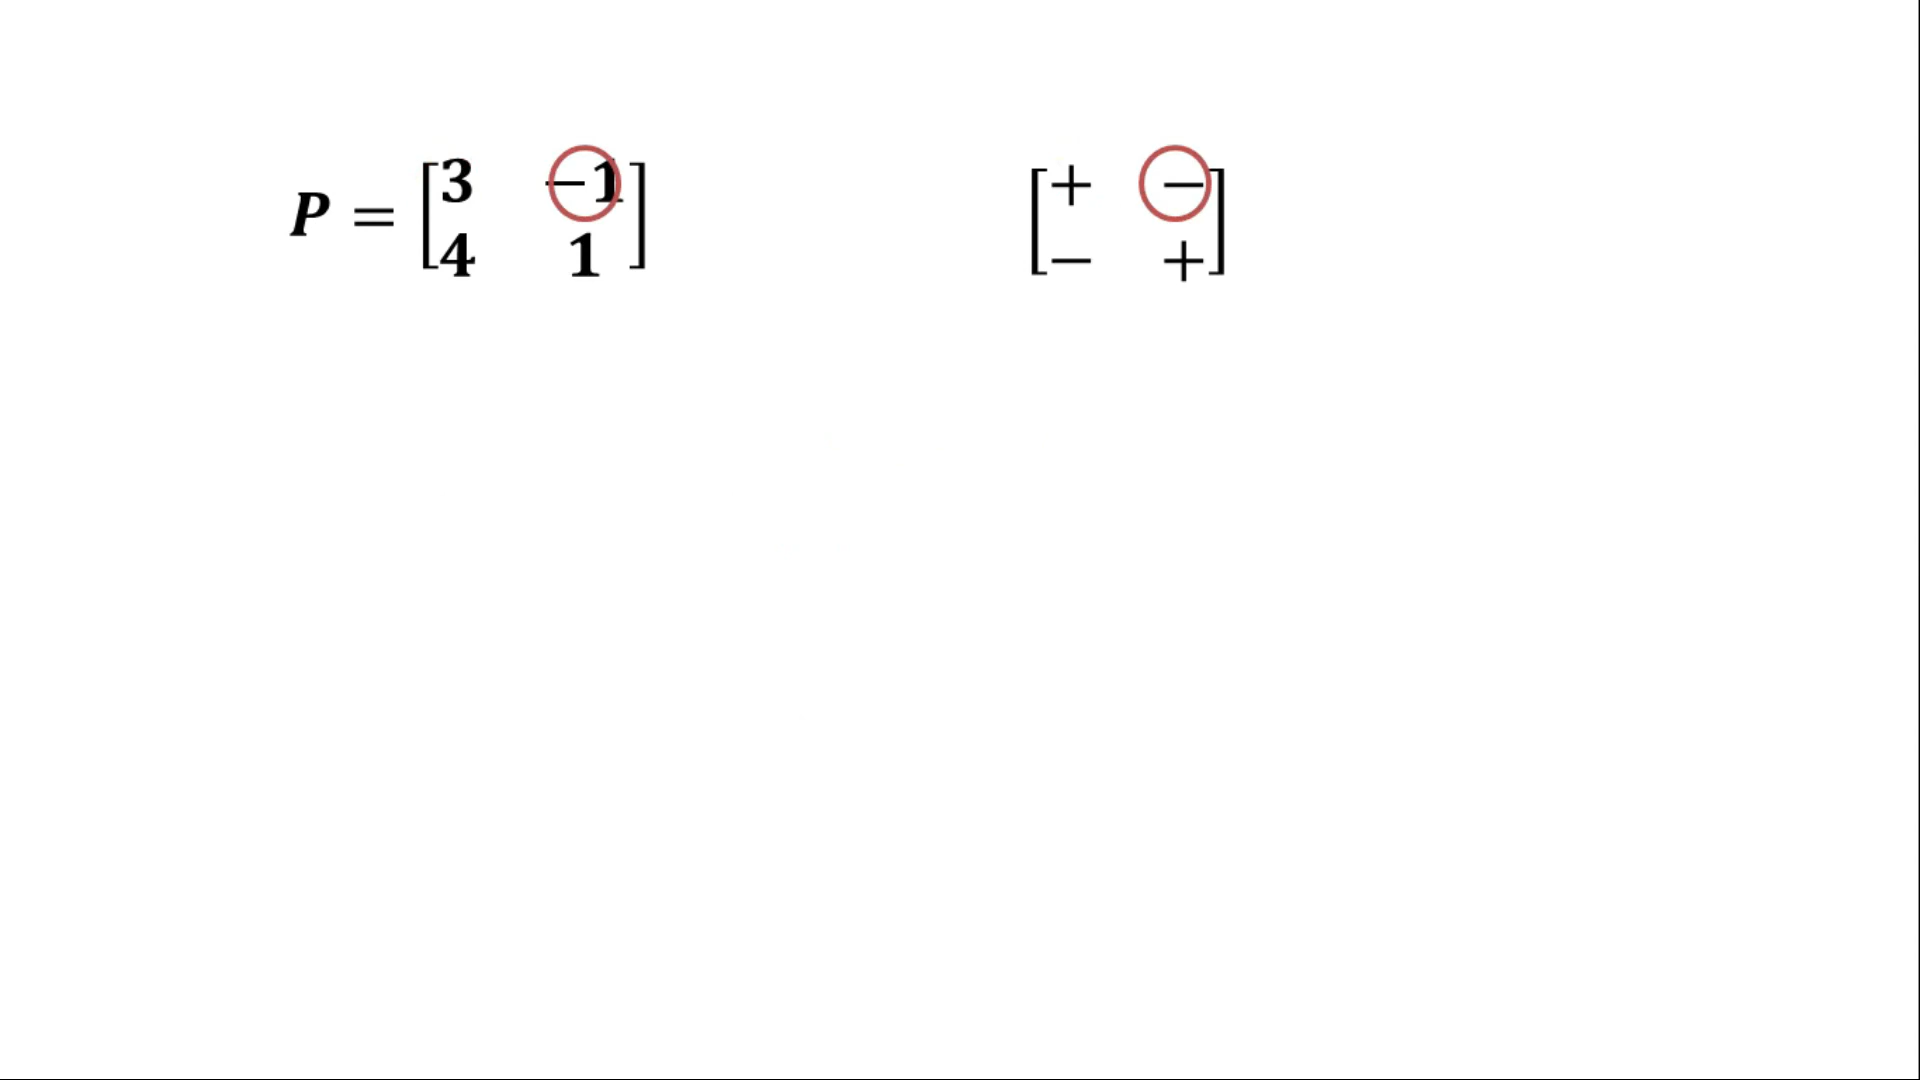 P = [3 −1
4 1]
[+ −
− +]